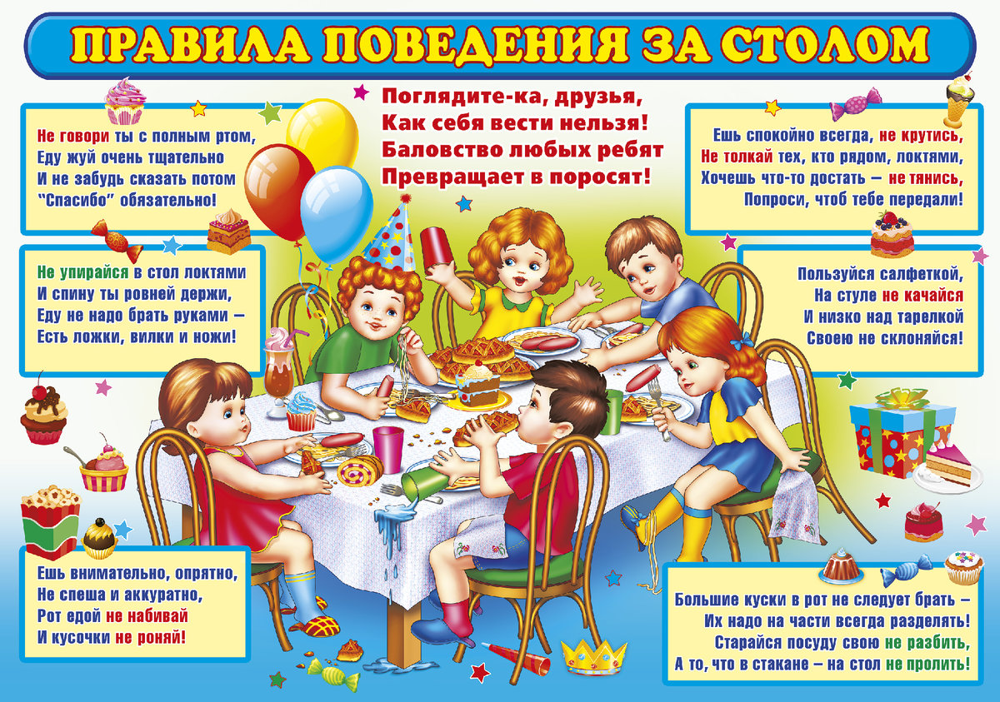 ПРАВИЛА ПОВЕДЕНИЯ ЗА СТОЛОМ
Поглядите-ка, друзья,
Как себя вести нельзя!
Баловство любых ребят
Превращает в поросят!
Не говори ты с полным ртом,
Еду жуй очень тщательно
И не забудь сказать потом
“Спасибо” обязательно!
Не упирайся в стол локтями
И спину ты ровней держи,
Еду не надо брать руками –
Есть ложки, вилки и ножи!
Ешь внимательно, опрятно,
Не спеша и аккуратно,
Рот едой не набивай
И кусочки не роняй!
Ешь спокойно всегда, не крутись,
Не толкай тех, кто рядом, локтями,
Хочешь что-то достать – не тянись,
Попроси, чтоб тебе передали!
Пользуйся салфеткой,
На стуле не качайся
И низко над тарелкой
Своею не склоняйся!
Большие куски в рот не следует брать –
Их надо на части всегда разделять!
Старайся посуду свою не разбить,
А то, что в стакане – на стол не пролить!